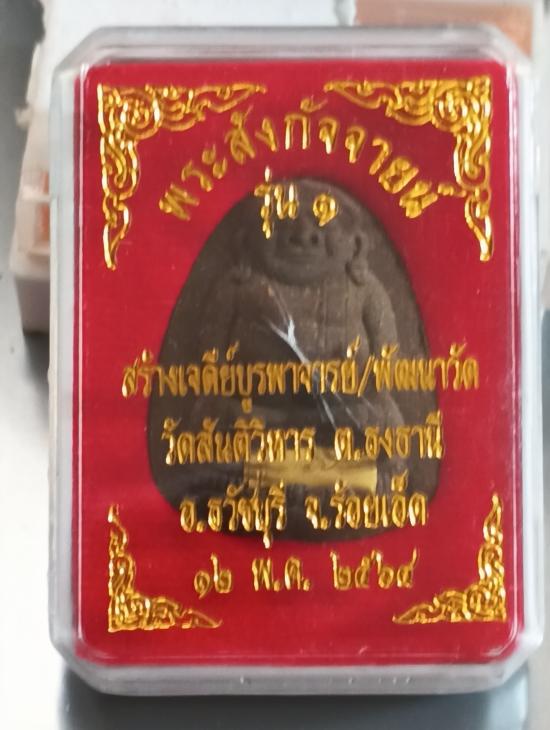 พระสังกัจจายน์
รุ่น ๑
สร้างเจดีย์บูรพาจารย์/พัฒนาวัด
วัดสันติวิหาร ต.ธงธานี
อ.ธวัชบุรี จ.ร้อยเอ็ด
๑๒ พ.ค. ๒๕๖๔